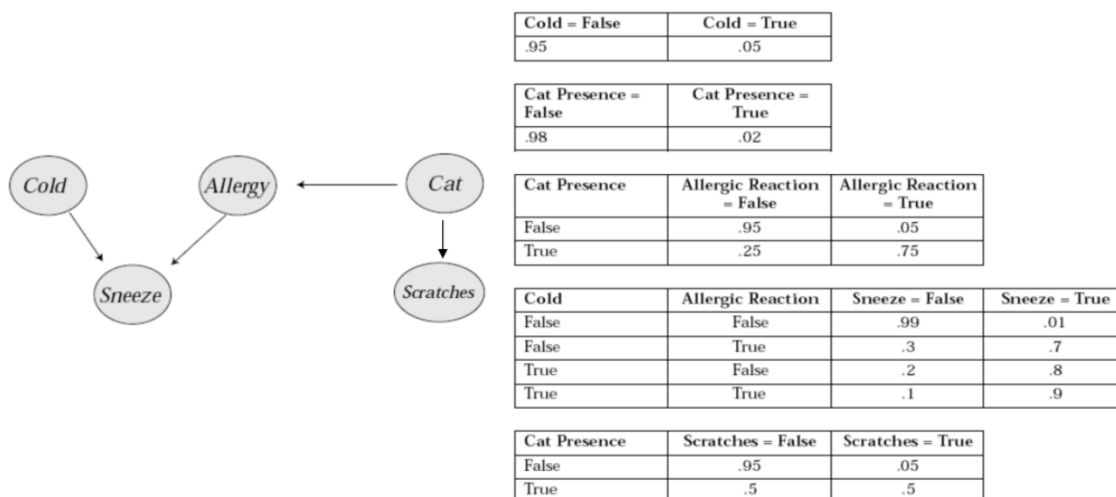 Cold = False Cold = True
.95 .05
Cat Presence = Cat Presence =
False True
.98 .02
Cold Allergy Cat
Sneeze Scratches
Cat Presence Allergic Reaction Allergic Reaction
= False = True
False .95 .05
True .25 .75
Cold Allergic Reaction Sneeze = False Sneeze = True
False False .99 .01
False True .3 .7
True False .2 .8
True True .1 .9
Cat Presence Scratches = False Scratches = True
False .95 .05
True .5 .5